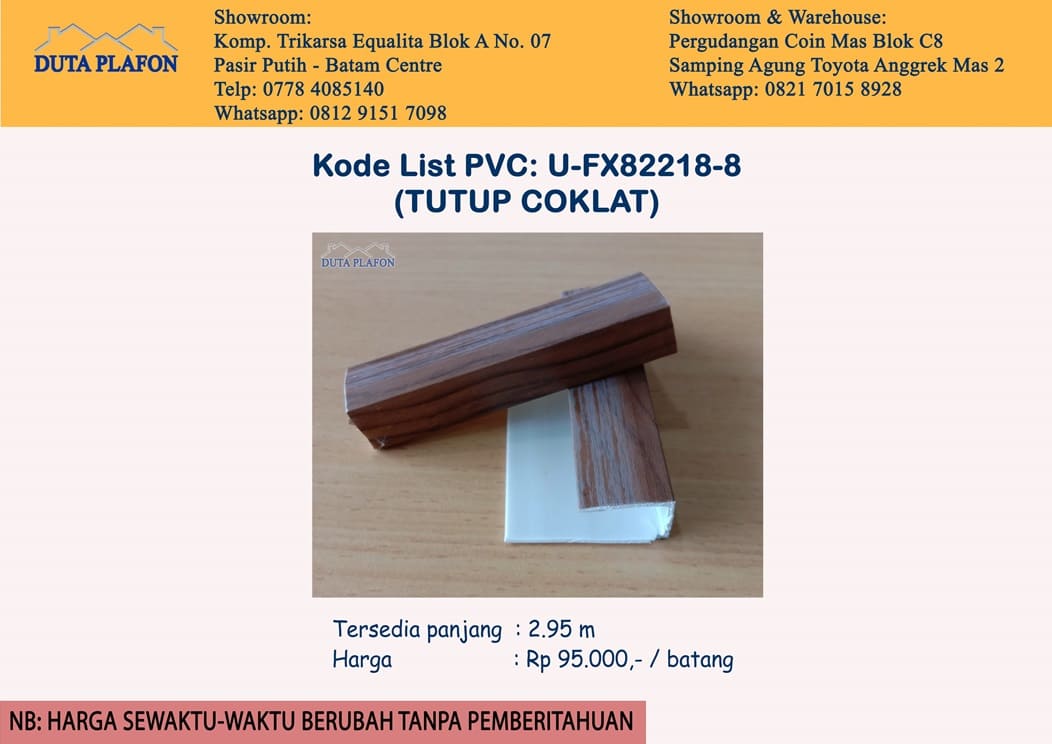 DUTA PLAFON
Showroom:
Komp. Trikarsa Equalita Blok A No. 07
Pasir Putih - Batam Centre
Telp: 0778 4085140
Whatsapp: 0812 9151 7098
Showroom & Warehouse:
Pergudangan Coin Mas Blok C8
Samping Agung Toyota Anggrek Mas 2
Whatsapp: 0821 7015 8928
Kode List PVC: U-FX82218-8
(TUTUP COKLAT)
DUTA PLAFON
Tersedia panjang : 2.95 m
Harga : Rp 95.000,- / batang
NB: HARGA SEWAKTU-WAKTU BERUBAH TANPA PEMBERITAHUAN